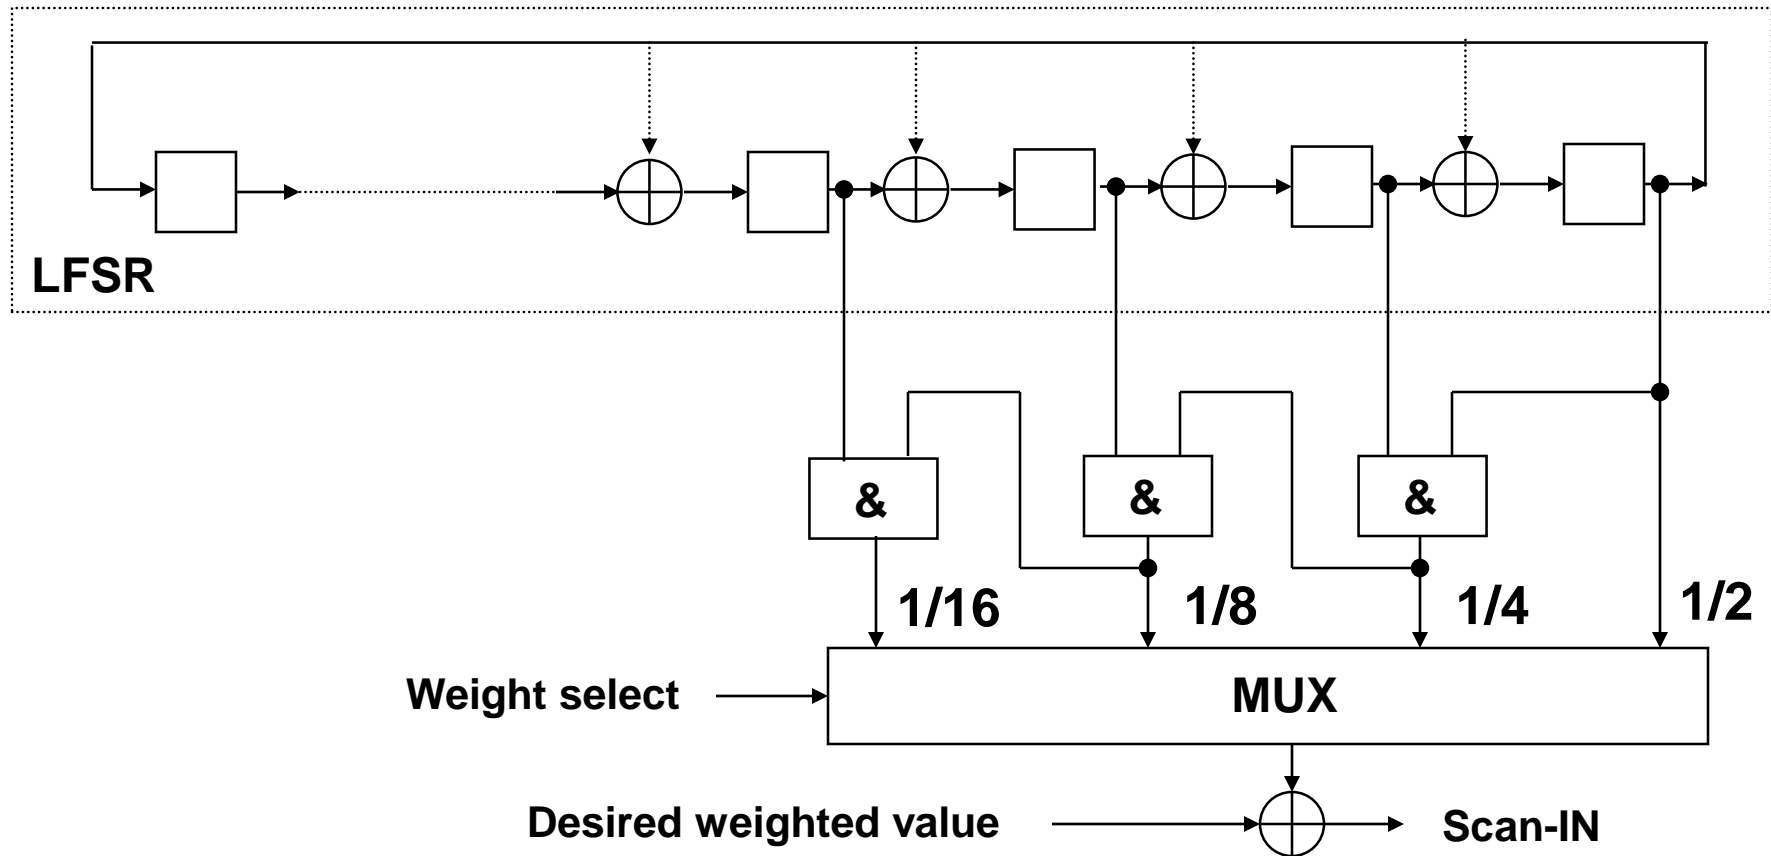 LFSR
& & &
1/16 1/8 1/4 1/2
Weight select MUX
Desired weighted value Scan-IN